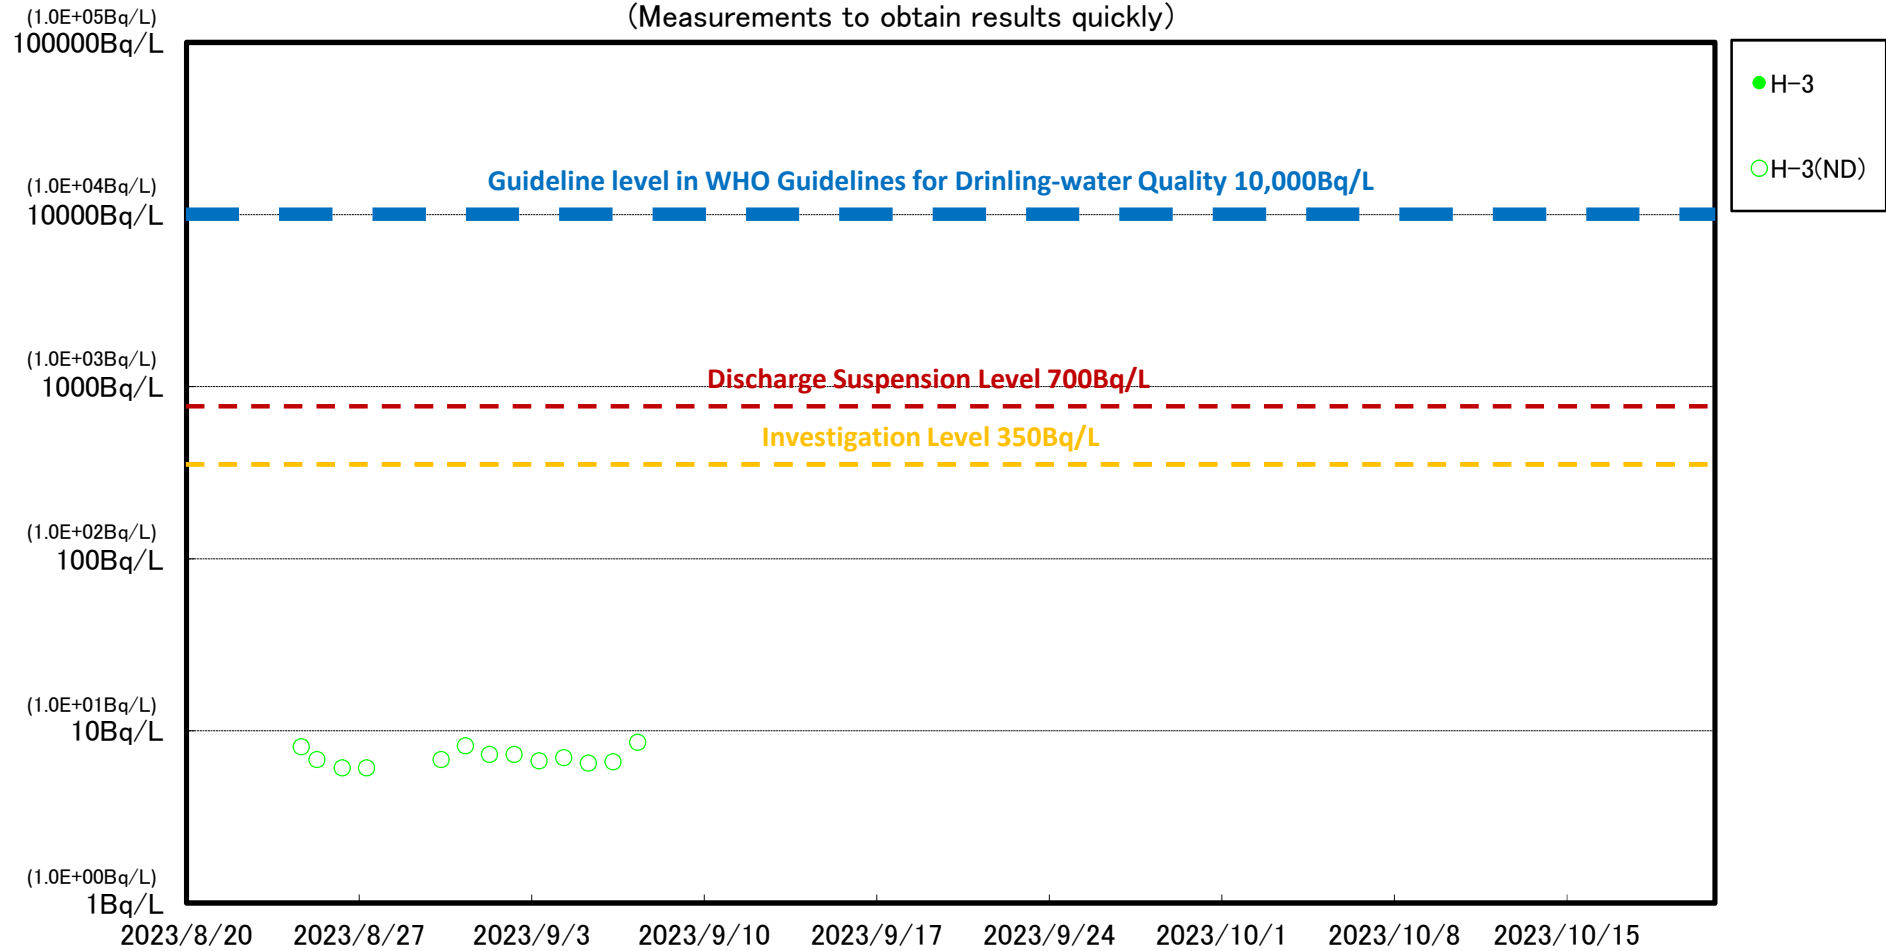 (Measurements to obtain results quickly)
(1.0E+05Bq/L)
100000Bq/L
H-3
H-3(ND)
(1.0E+04Bq/L)
10000Bq/L
Guideline level in WHO Guidelines for Drinling-water Quality 10,000Bq/L
(1.0E+03Bq/L)
1000Bq/L
Discharge Suspension Level 700Bq/L
Investigation Level 350Bq/L
(1.0E+02Bq/L)
100Bq/L
(1.0E+01Bq/L)
10Bq/L
(1.0E+00Bq/L)
1Bq/L
2023/8/20 2023/8/27 2023/9/3 2023/9/10 2023/9/17 2023/9/24 2023/10/1 2023/10/8 2023/10/15